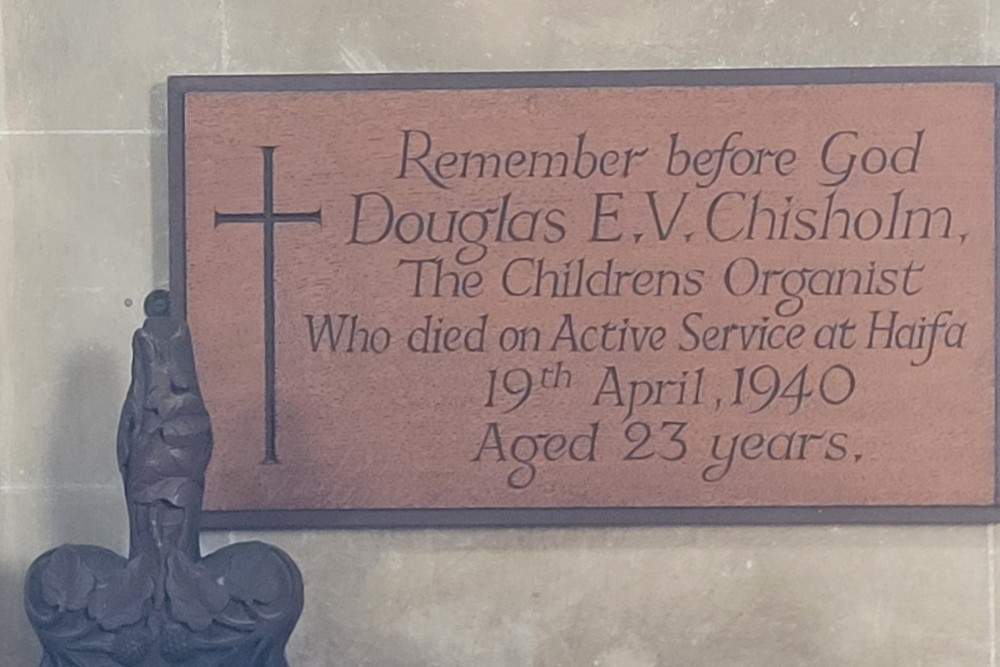 Remember before God
Douglas E.V. Chisholm,
The Childrens Organist
Who died on Active Service at Haifa
19th April, 1940
Aged 23 years.